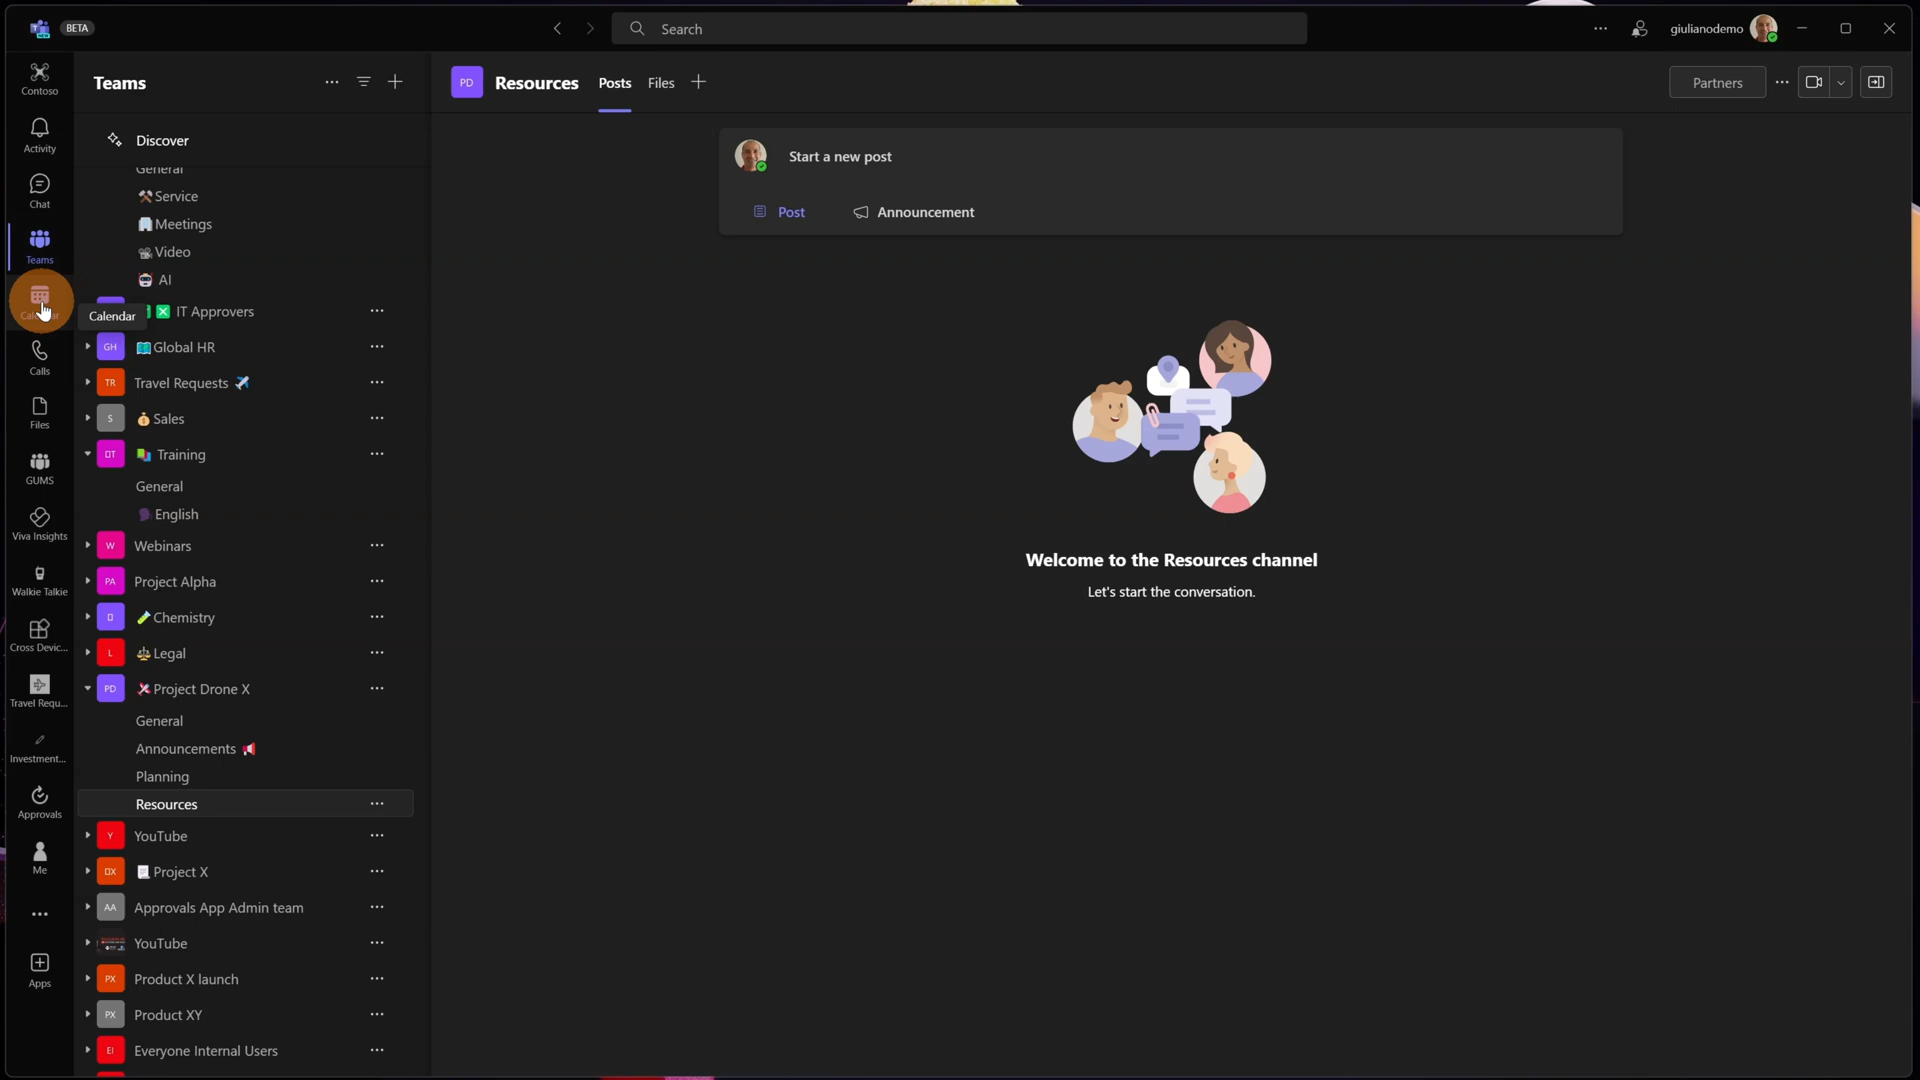 BETA
Search
giulianodemo
Contoso
Activity
Chat
Teams
Calendar
Calls
Files
GUMS
Viva Insights
Walkie Talkie
Cross Devic...
Travel Requ...
Investment...
Approvals
Me
Apps
Teams
Discover
General
Service
Meetings
Video
AI
IT Approvers
Calendar
GH Global HR
TR Travel Requests
S Sales
Training
General
English
W Webinars
PA Project Alpha
Chemistry
L Legal
PD Project Drone X
General
Announcements
Planning
Resources
Y YouTube
Project X
AA Approvals App Admin team
YouTube
PX Product X launch
PX Product XY
EI Everyone Internal Users
PD Resources Posts Files
Partners
Start a new post
Post Announcement
Welcome to the Resources channel
Let's start the conversation.